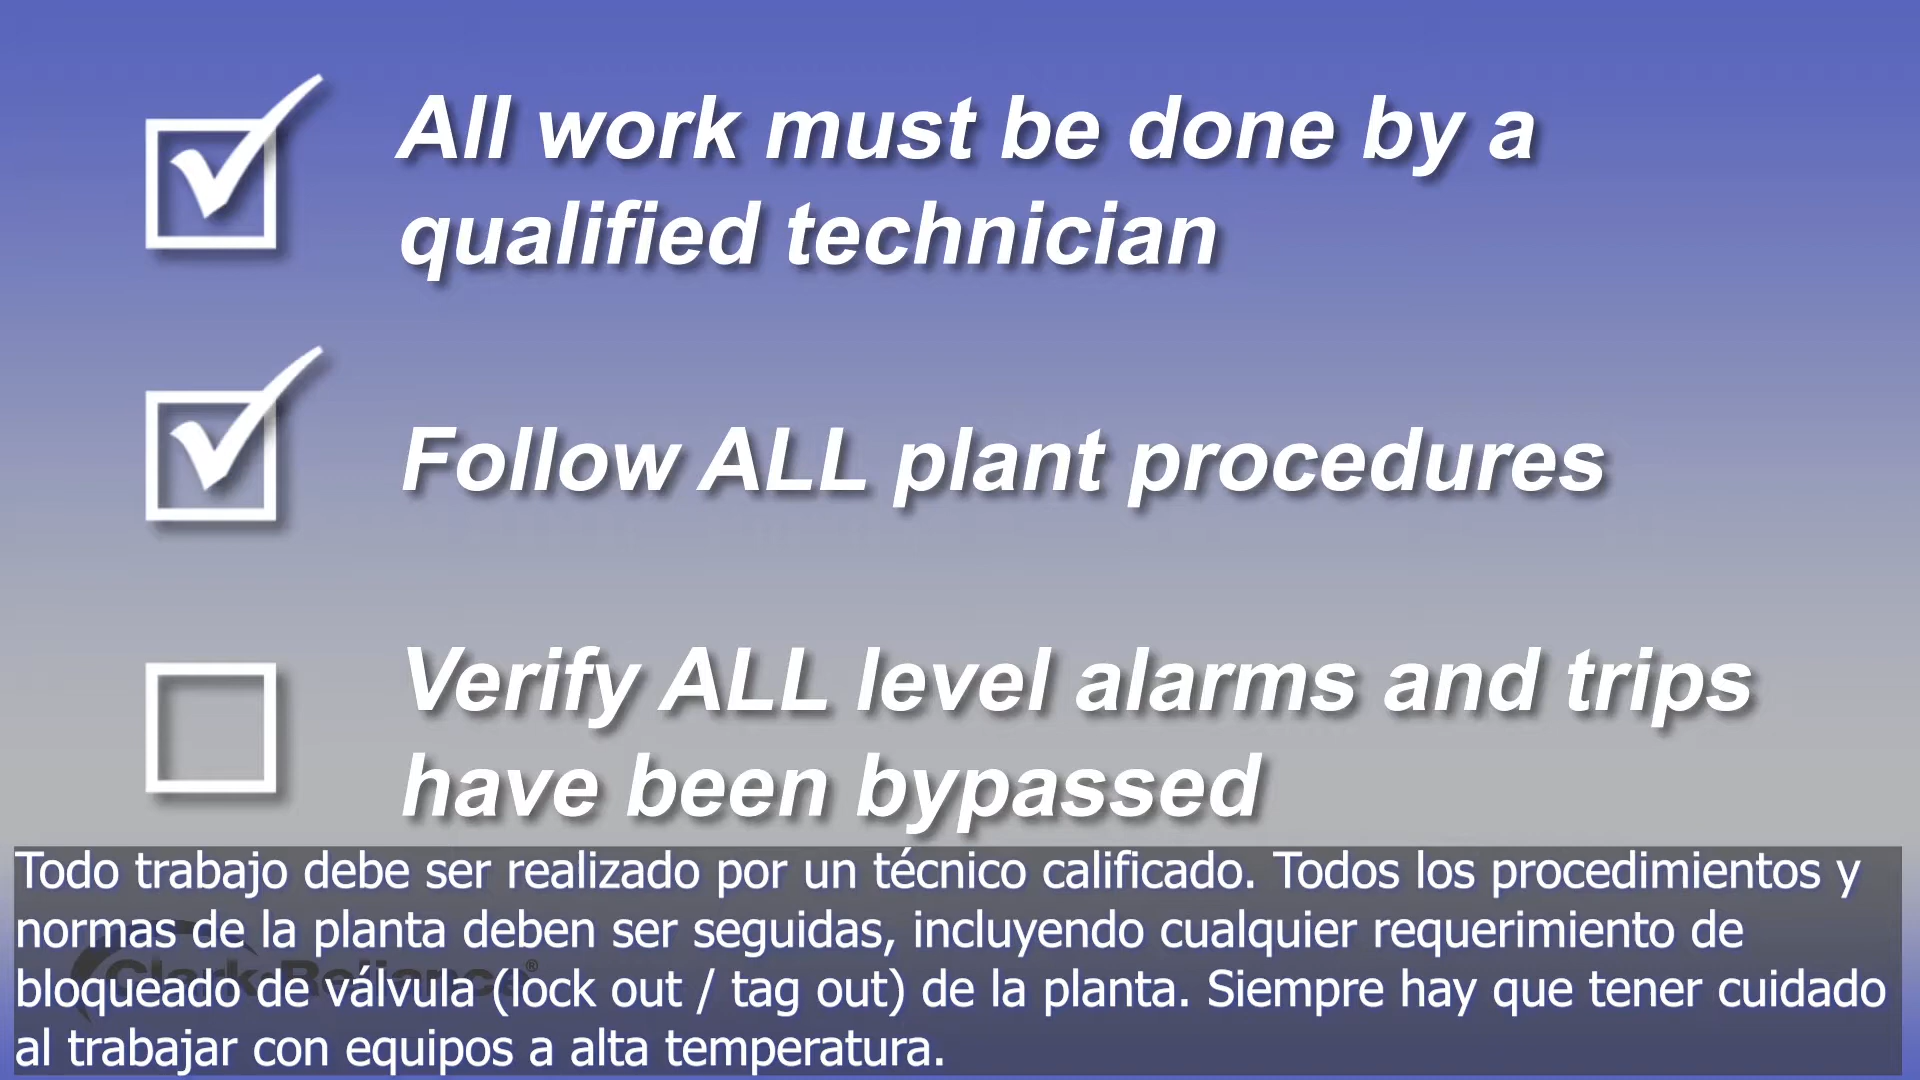 All work must be done by a
qualified technician
Follow ALL plant procedures
Verify ALL level alarms and trips
have been bypassed
Todo trabajo debe ser realizado por un técnico calificado. Todos los procedimientos y
normas de la planta deben ser seguidas, incluyendo cualquier requerimiento de
bloqueado de válvula (lock out / tag out) de la planta. Siempre hay que tener cuidado
al trabajar con equipos a alta temperatura.
Clark-Reliance®